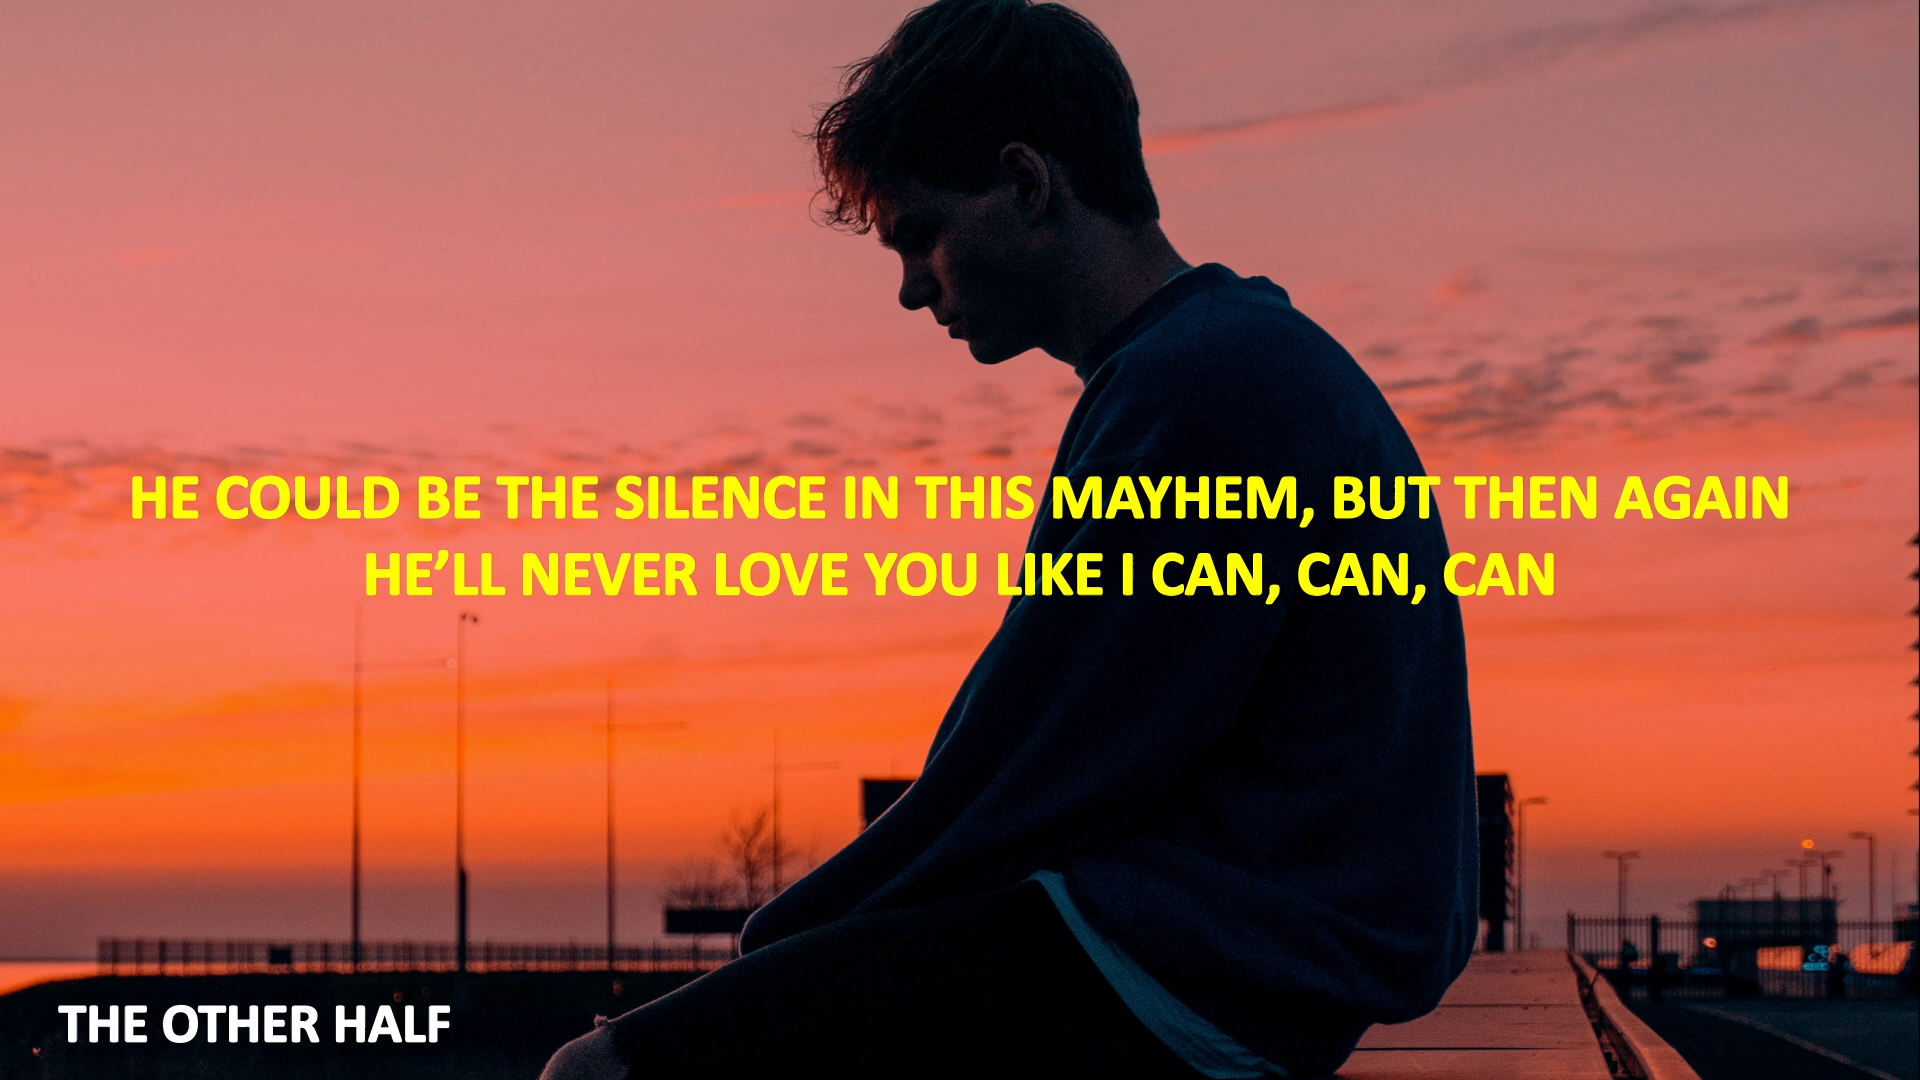 HE COULD BE THE SILENCE IN THIS MAYHEM, BUT THEN AGAIN
HE’LL NEVER LOVE YOU LIKE I CAN, CAN, CAN
THE OTHER HALF